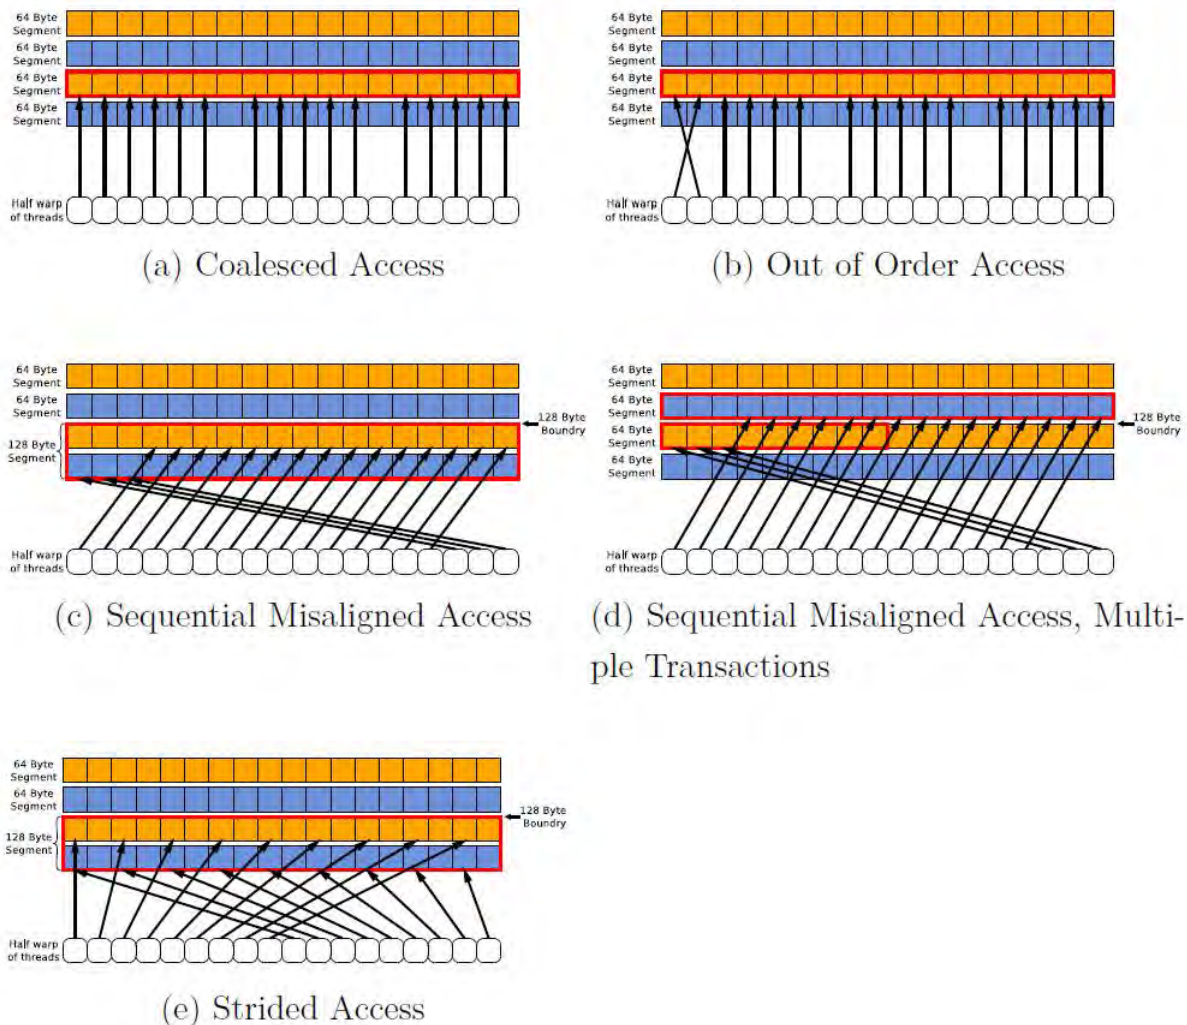 64 Byte
Segment
64 Byte
Segment
64 Byte
Segment
64 Byte
Segment
Half warp
of threads
(a) Coalesced Access
64 Byte
Segment
64 Byte
Segment
64 Byte
Segment
64 Byte
Segment
Half warp
of threads
(b) Out of Order Access
64 Byte
Segment
64 Byte
Segment
128 Byte
Boundry
128 Byte
Segment
Half warp
of threads
(c) Sequential Misaligned Access
64 Byte
Segment
64 Byte
Segment
128 Byte
Boundry
64 Byte
Segment
64 Byte
Segment
Half warp
of threads
(d) Sequential Misaligned Access, Multi-
ple Transactions
64 Byte
Segment
64 Byte
Segment
128 Byte
Boundry
128 Byte
Segment
Half warp
of threads
(e) Strided Access